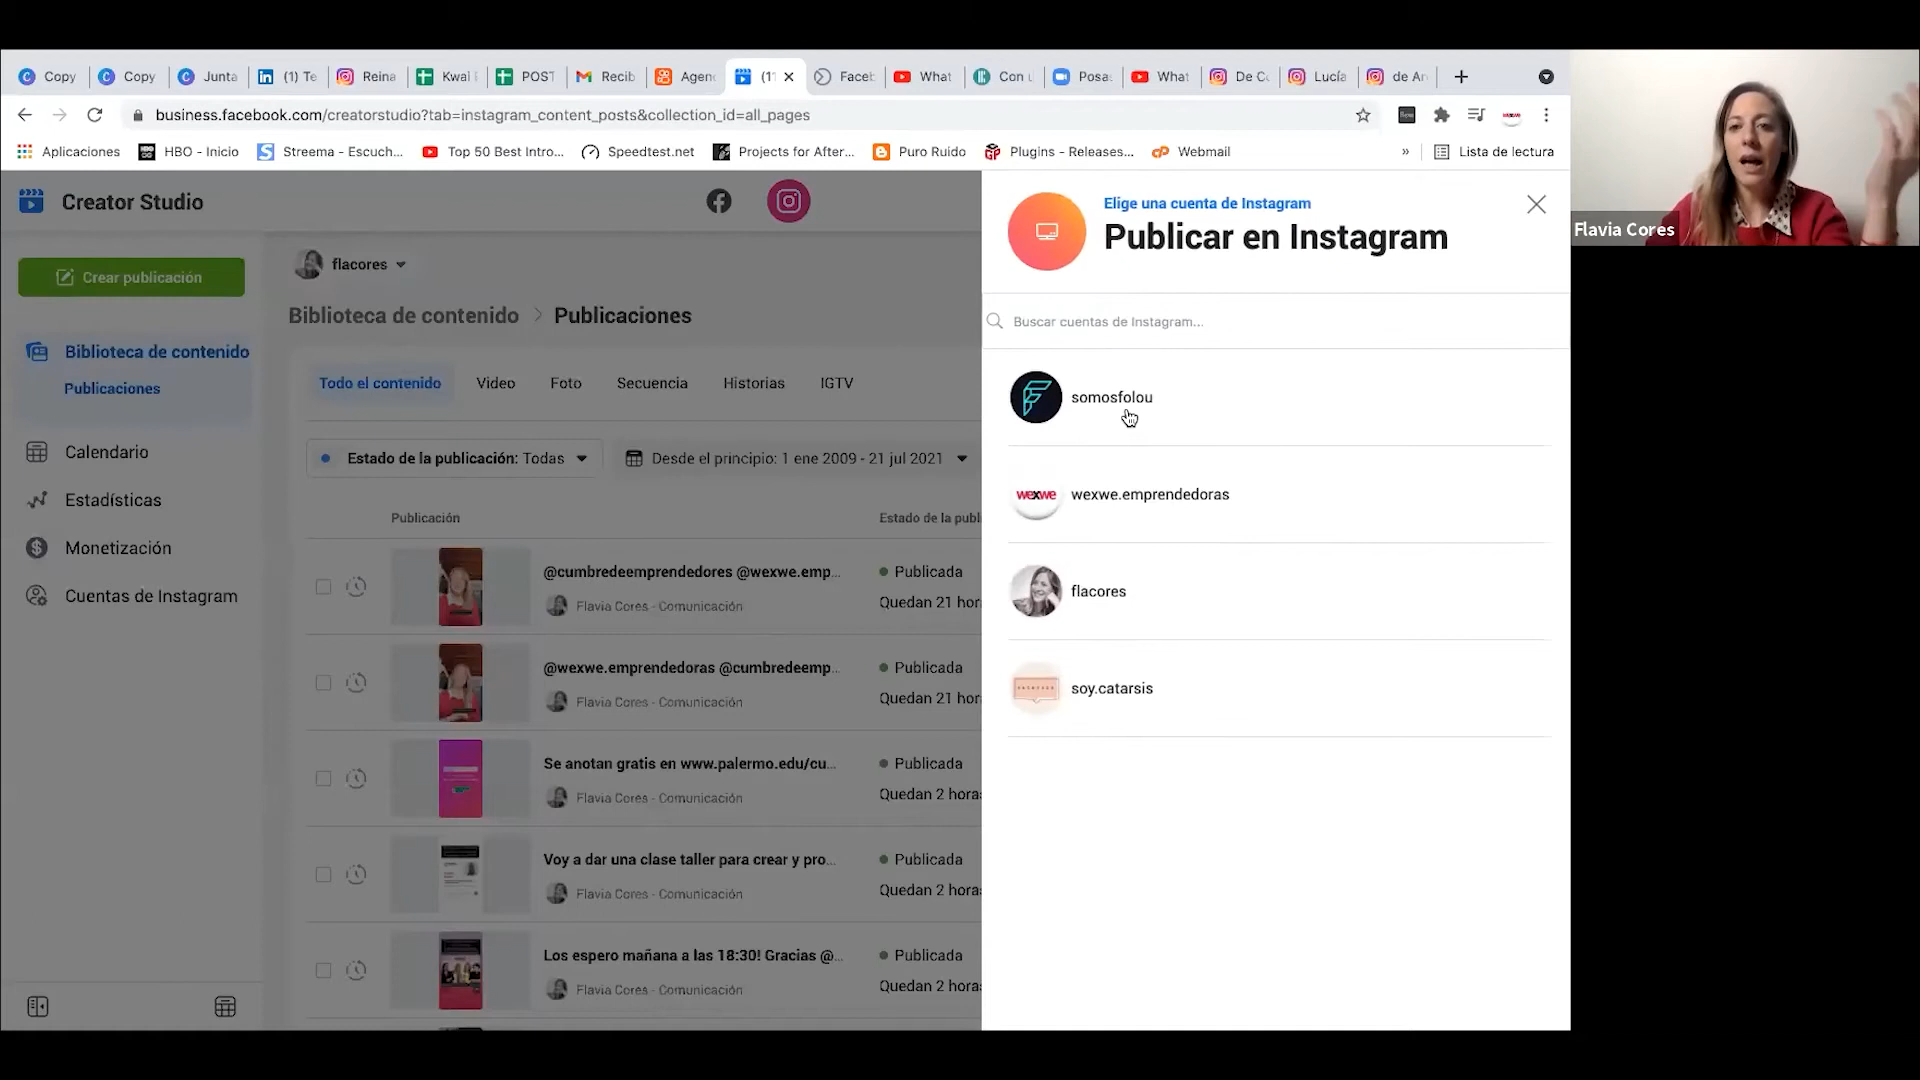 Copy
Copy
Junta
(1) Te
Reina
Kwai
POST
Recib
Agen
(1
Faceb
What
Con
Posa
What
De C
Lucía
de Ar
business.facebook.com/creatorstudio?tab=instagram_content_posts&collection_id=all_pages
Aplicaciones
HBO - Inicio
Streema - Escuch...
Top 50 Best Intro...
Speedtest.net
Projects for After...
Puro Ruido
Plugins - Releases...
Webmail
»
Lista de lectura
Creator Studio
Crear publicación
Biblioteca de contenido
Publicaciones
Calendario
Estadísticas
Monetización
Cuentas de Instagram
flacores
Biblioteca de contenido > Publicaciones
Todo el contenido
Video
Foto
Secuencia
Historias
IGTV
Estado de la publicación: Todas
Desde el principio: 1 ene 2009 - 21 jul 2021
Publicación
Estado de la publ
@cumbredeemprendedores @wexwe.emp...
Flavia Cores - Comunicación
Publicada
Quedan 21 hor
@wexwe.emprendedoras @cumbredeemp...
Flavia Cores - Comunicación
Publicada
Quedan 21 hor
Se anotan gratis en www.palermo.edu/cu...
Flavia Cores - Comunicación
Publicada
Quedan 2 hora
Voy a dar una clase taller para crear y pro...
Flavia Cores - Comunicación
Publicada
Quedan 2 hora
Los espero mañana a las 18:30! Gracias @...
Flavia Cores - Comunicación
Publicada
Quedan 2 hora
Elige una cuenta de Instagram
Publicar en Instagram
Buscar cuentas de Instagram...
somosfolou
wexwe
wexwe.emprendedoras
flacores
soy.catarsis
Flavia Cores